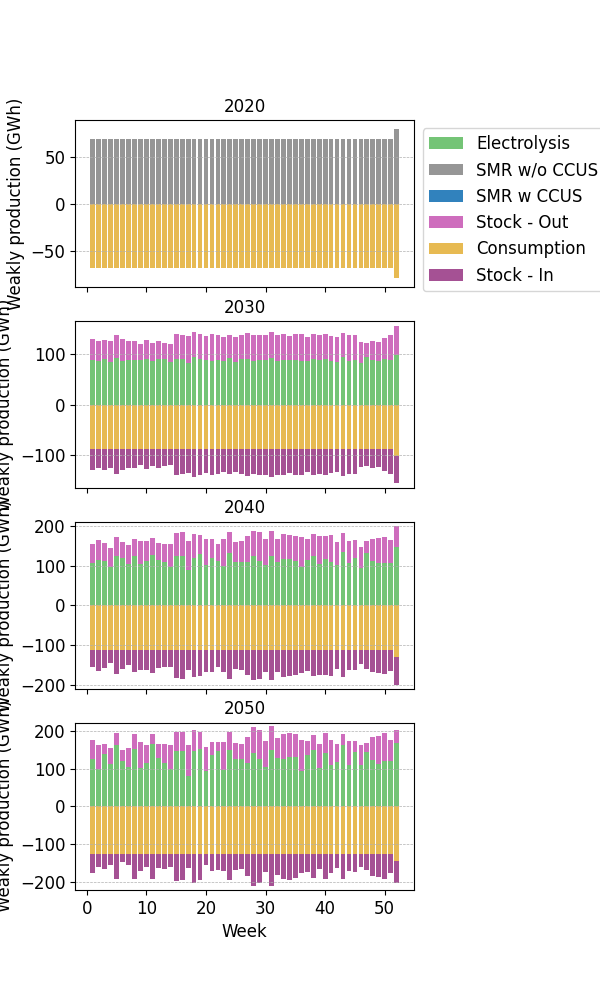 2020
Weakly production (GWh)
50
0
−50
Electrolysis
SMR w/o CCUS
SMR w CCUS
Stock - Out
Consumption
Stock - In
2030
Weakly production (GWh)
100
0
−100
2040
Weakly production (GWh)
200
100
0
−100
−200
2050
Weakly production (GWh)
200
100
0
−100
−200
0 10 20 30 40 50
Week